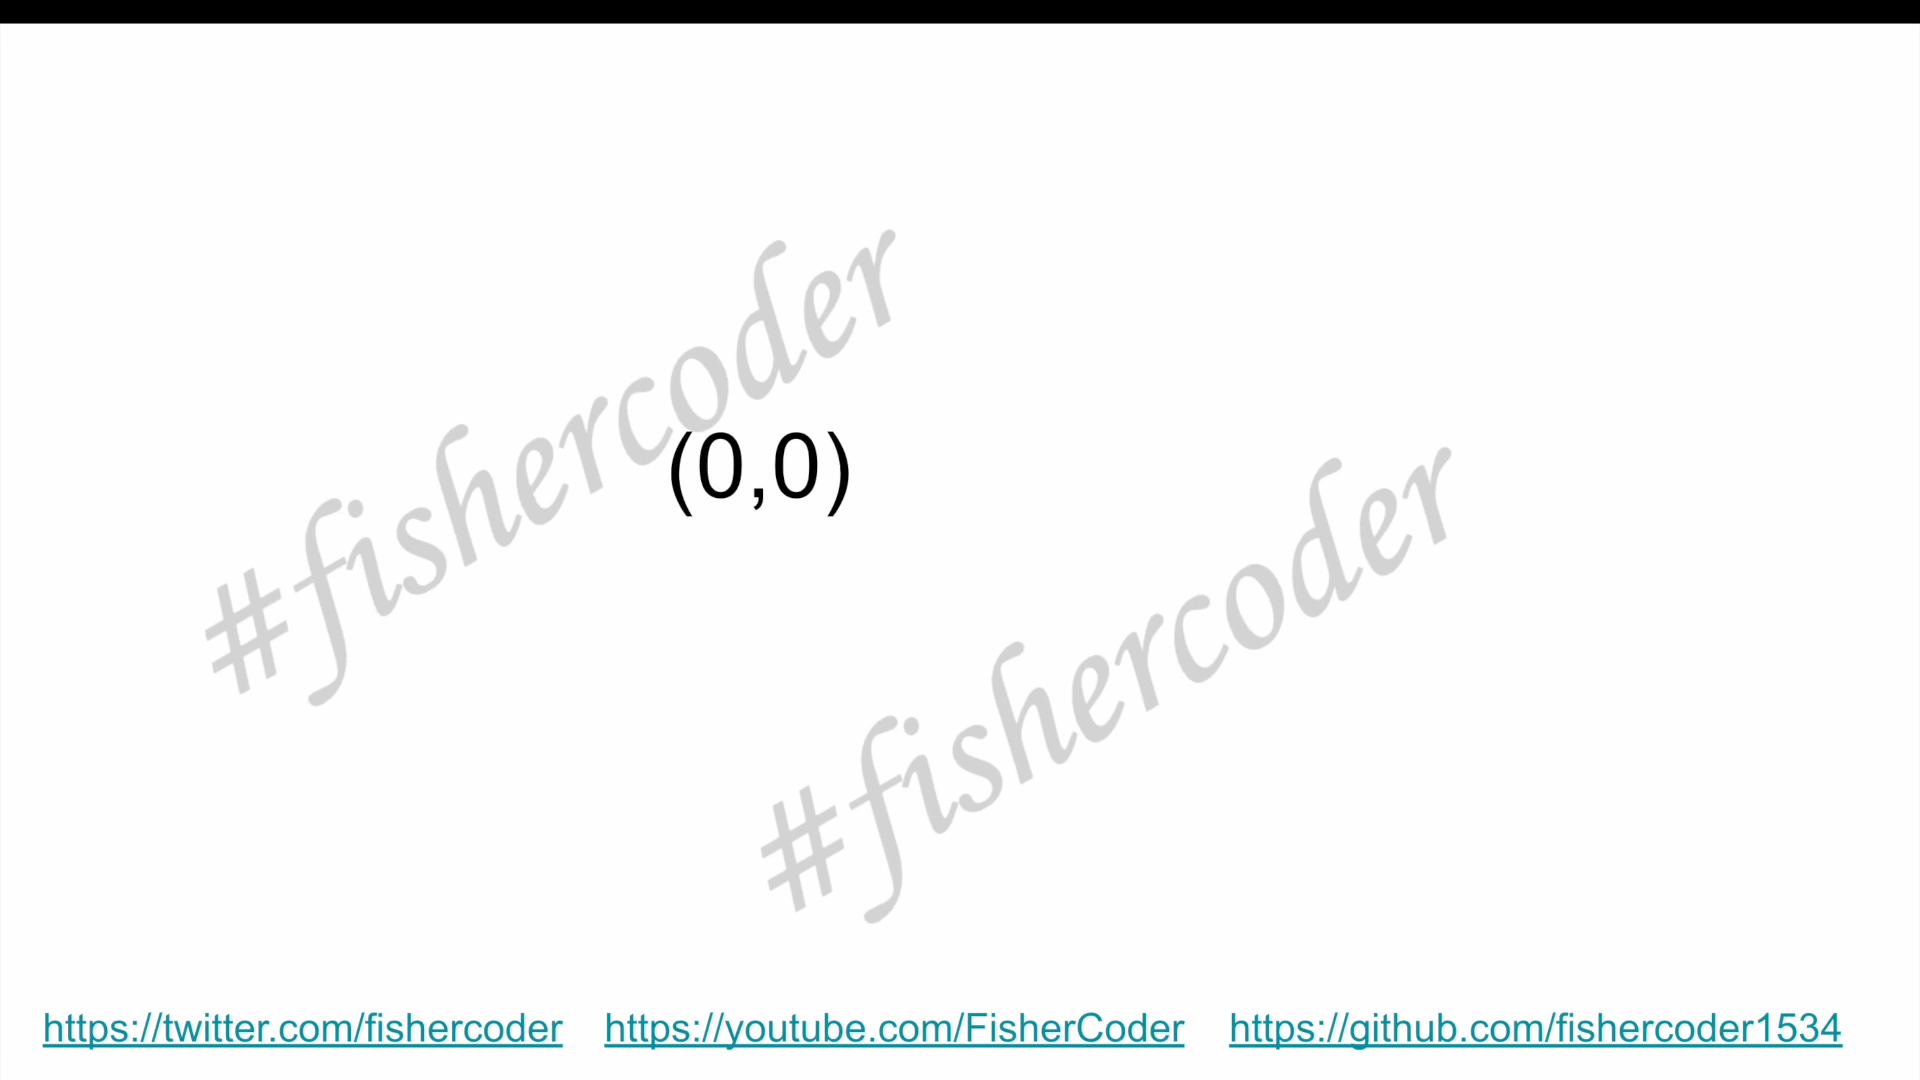 #fishercoder
(0,0)
#fishercoder
https://twitter.com/fishercoder https://youtube.com/FisherCoder https://github.com/fishercoder1534